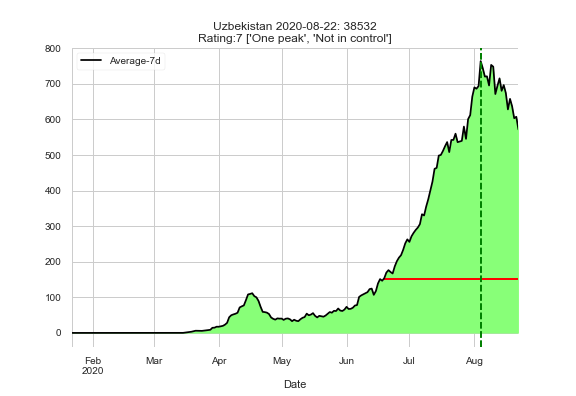 Uzbekistan 2020-08-22: 38532
Rating:7 ['One peak', 'Not in control']
800
Average-7d
700
600
500
400
300
200
100
0
Feb Mar Apr May Jun Jul Aug
2020
Date